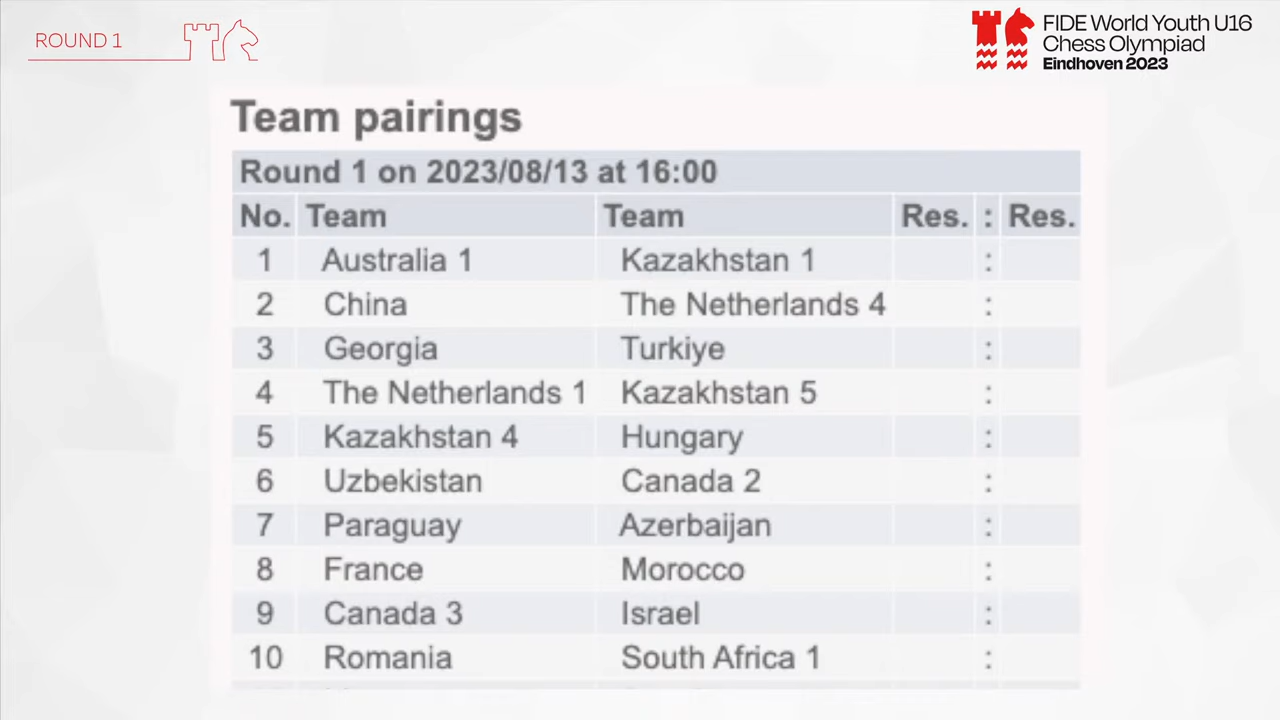 ROUND 1
FIDE World Youth U16
Chess Olympiad
Eindhoven 2023
Team pairings
Round 1 on 2023/08/13 at 16:00
No. Team Team Res. : Res.
1 Australia 1 Kazakhstan 1 :
2 China The Netherlands 4 :
3 Georgia Turkiye :
4 The Netherlands 1 Kazakhstan 5 :
5 Kazakhstan 4 Hungary :
6 Uzbekistan Canada 2 :
7 Paraguay Azerbaijan :
8 France Morocco :
9 Canada 3 Israel :
10 Romania South Africa 1 :